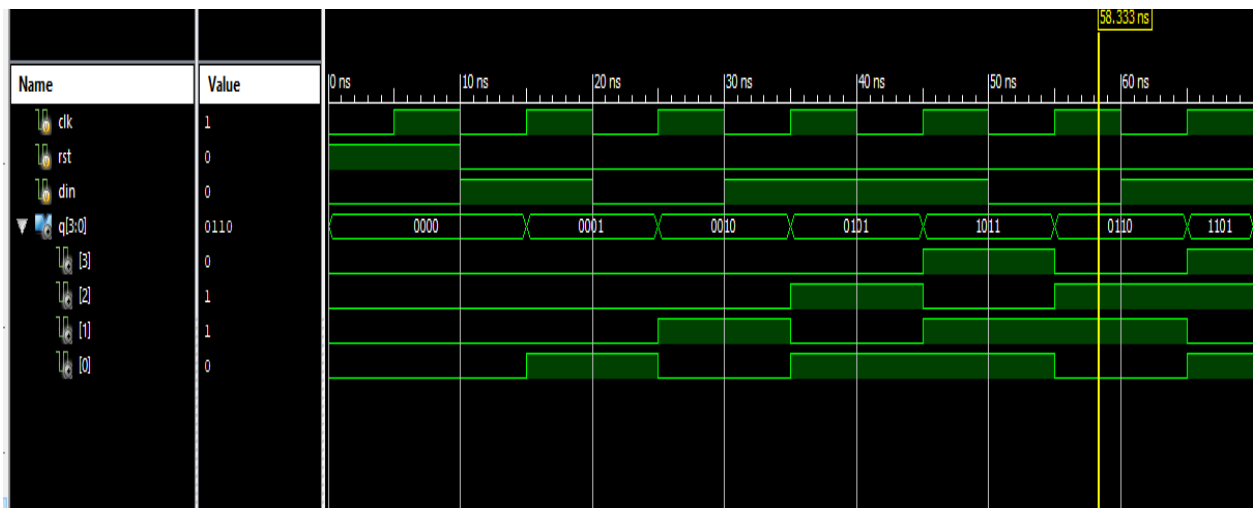 58.333 ns
Name Value 0 ns 10 ns 20 ns 30 ns 40 ns 50 ns 60 ns
clk 1
rst 0
din 0
q[3:0] 0110 0000 0001 0010 0101 1011 0110 1101
[3] 0
[2] 1
[1] 1
[0] 0